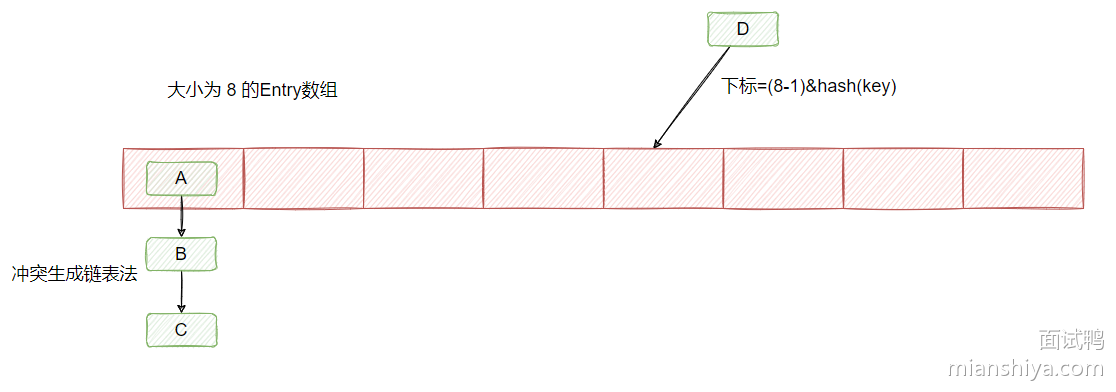 D
大小为 8 的Entry数组
下标=(8-1)&hash(key)
A
B
冲突生成链表法
C
面试鸭
mianshiya.com